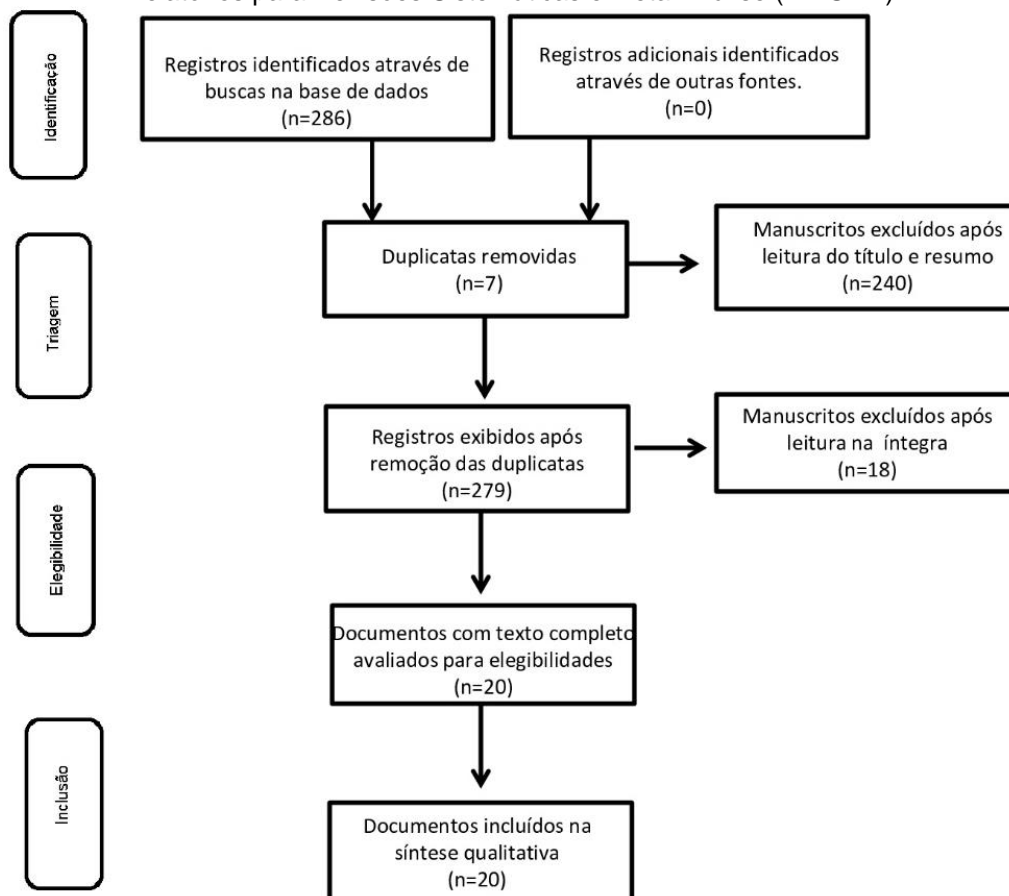 Registros identificados através de
buscas na base de dados
(n=286)
Registros adicionais identificados
através de outras fontes.
(n=0)
Identificação
Duplicatas removidas
(n=7)
Manuscritos excluídos após
leitura do título e resumo
(n=240)
Triagem
Registros exibidos após
remoção das duplicatas
(n=279)
Manuscritos excluídos após
leitura na íntegra
(n=18)
Elegibilidade
Documentos com texto completo
avaliados para elegibilidades
(n=20)
Inclusão
Documentos incluídos na
síntese qualitativa
(n=20)